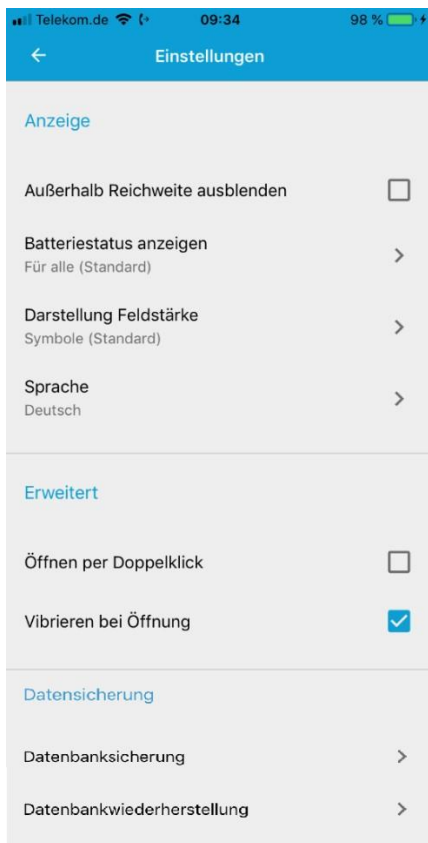 Telekom.de 09:34 98 %
Einstellungen
Anzeige
Außerhalb Reichweite ausblenden
Batteriestatus anzeigen
Für alle (Standard)
Darstellung Feldstärke
Symbole (Standard)
Sprache
Deutsch
Erweitert
Öffnen per Doppelklick
Vibrieren bei Öffnung
Datensicherung
Datenbanksicherung
Datenbankwiederherstellung